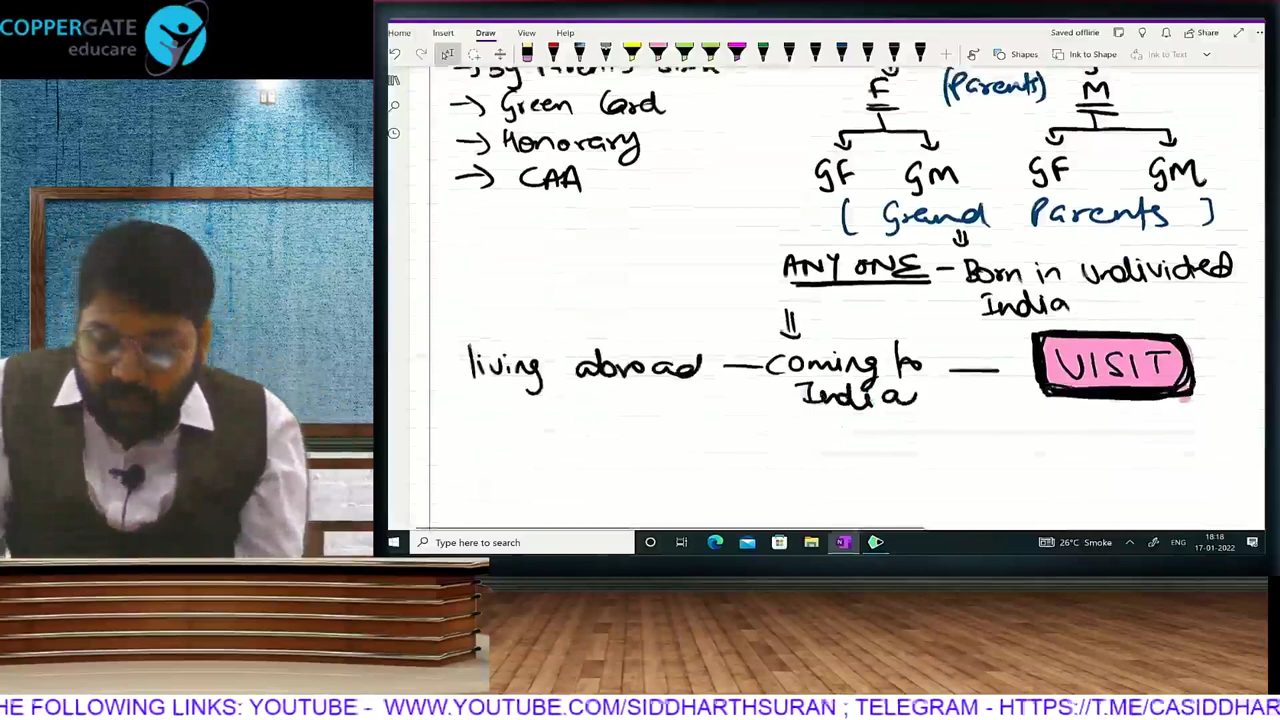 COPPERGATE
educare
Home Insert Draw View Help
Saved offline Share
Shapes Ink to Shape Ink to Text
→ By Parents
→ Green Card
→ Honorary
→ CAA
F (Parents) M
GF GM GF GM
( Grand Parents )
ANY ONE - Born in undivided
India
living abroad — Coming to — VISIT
India
Type here to search
26°C Smoke ENG 18:18
17-01-2022
HE FOLLOWING LINKS: YOUTUBE - WWW.YOUTUBE.COM/SIDDHARTHSURAN ; TELEGRAM - HTTPS://T.ME/CASIDDHAR